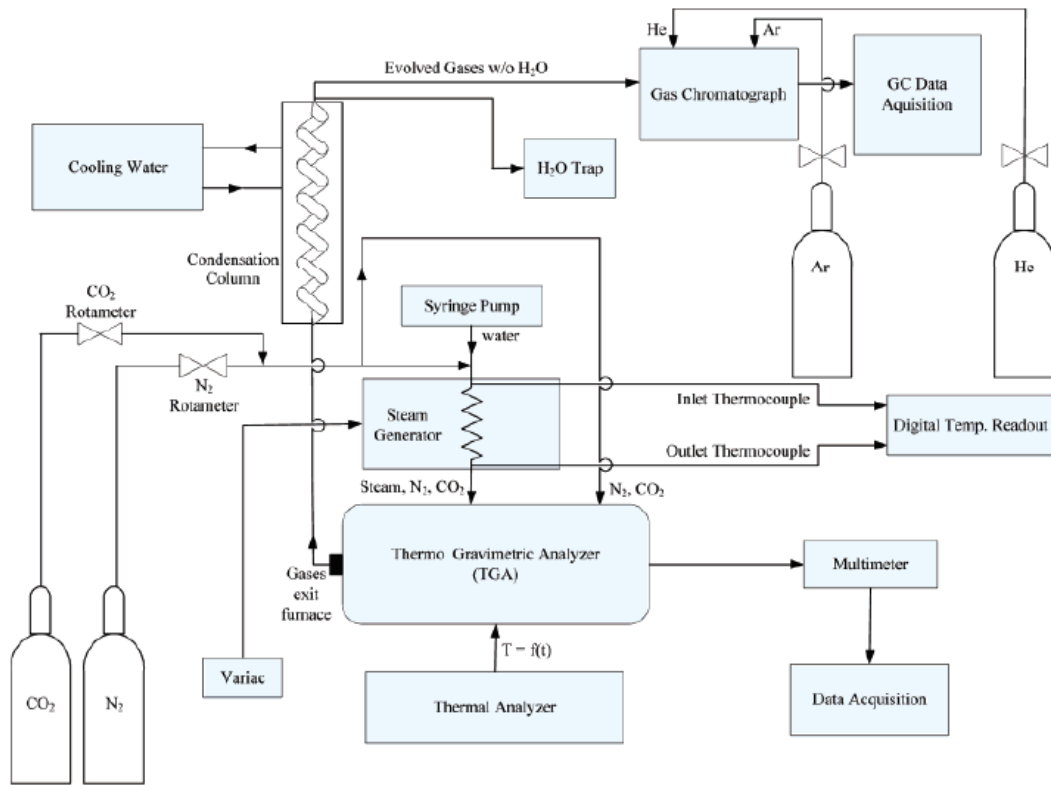 He
Ar
Evolved Gases w/o H₂O
Gas Chromatograph
GC Data
Aquisition
Cooling Water
H₂O Trap
Condensation
Column
Ar
He
CO₂
Rotameter
Syringe Pump
water
N₂
Rotameter
Steam
Generator
Inlet Thermocouple
Digital Temp. Readout
Outlet Thermocouple
Steam, N₂, CO₂
N₂, CO₂
Thermo Gravimetric Analyzer
(TGA)
Multimeter
Gases
exit
furnace
T = f(t)
Variac
CO₂
N₂
Thermal Analyzer
Data Acquisition